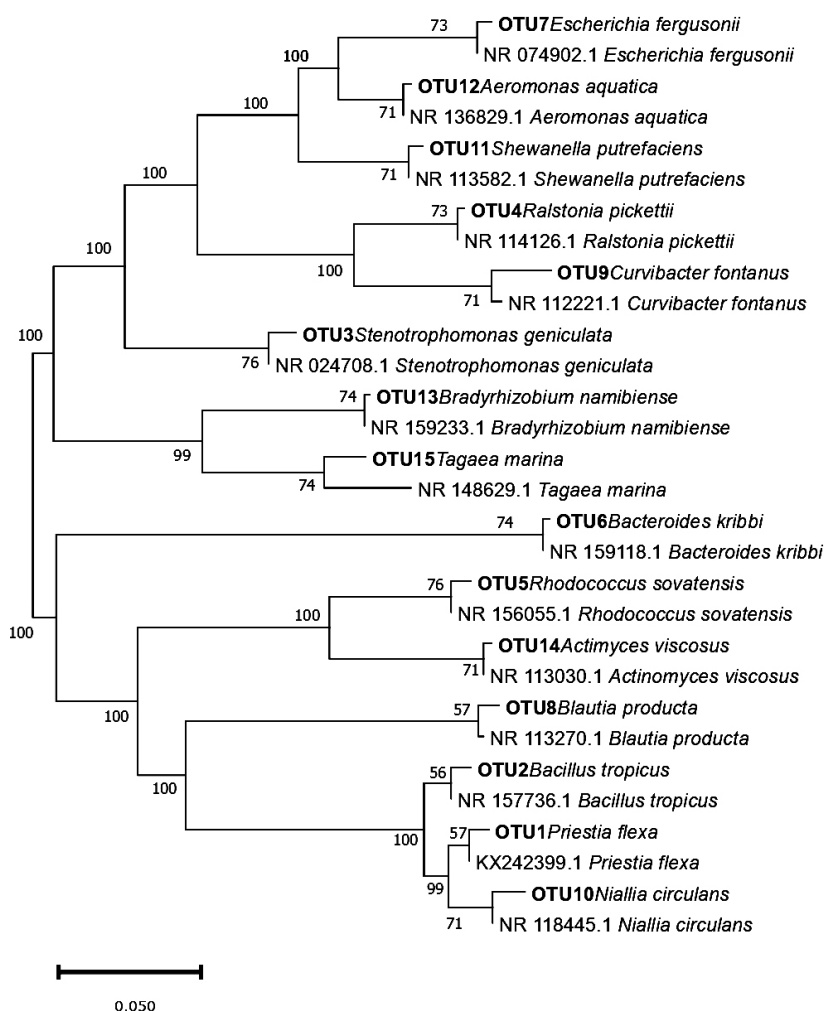 73
OTU7Escherichia fergusonii
100
NR 074902.1 Escherichia fergusonii
OTU12Aeromonas aquatica
100
71
NR 136829.1 Aeromonas aquatica
OTU11Shewanella putrefaciens
100
71
NR 113582.1 Shewanella putrefaciens
73
OTU4Ralstonia pickettii
100
NR 114126.1 Ralstonia pickettii
100
OTU9Curvibacter fontanus
71
NR 112221.1 Curvibacter fontanus
100
OTU3Stenotrophomonas geniculata
76
NR 024708.1 Stenotrophomonas geniculata
74
OTU13Bradyrhizobium namibiense
NR 159233.1 Bradyrhizobium namibiense
99
OTU15Tagaea marina
74
NR 148629.1 Tagaea marina
74
OTU6Bacteroides kribbi
NR 159118.1 Bacteroides kribbi
76
OTU5Rhodococcus sovatensis
100
NR 156055.1 Rhodococcus sovatensis
100
OTU14Actimyces viscosus
71
NR 113030.1 Actinomyces viscosus
100
57
OTU8Blautia producta
NR 113270.1 Blautia producta
56
OTU2Bacillus tropicus
100
NR 157736.1 Bacillus tropicus
57
OTU1Priestia flexa
100
KX242399.1 Priestia flexa
99
OTU10Niallia circulans
71
NR 118445.1 Niallia circulans
0.050